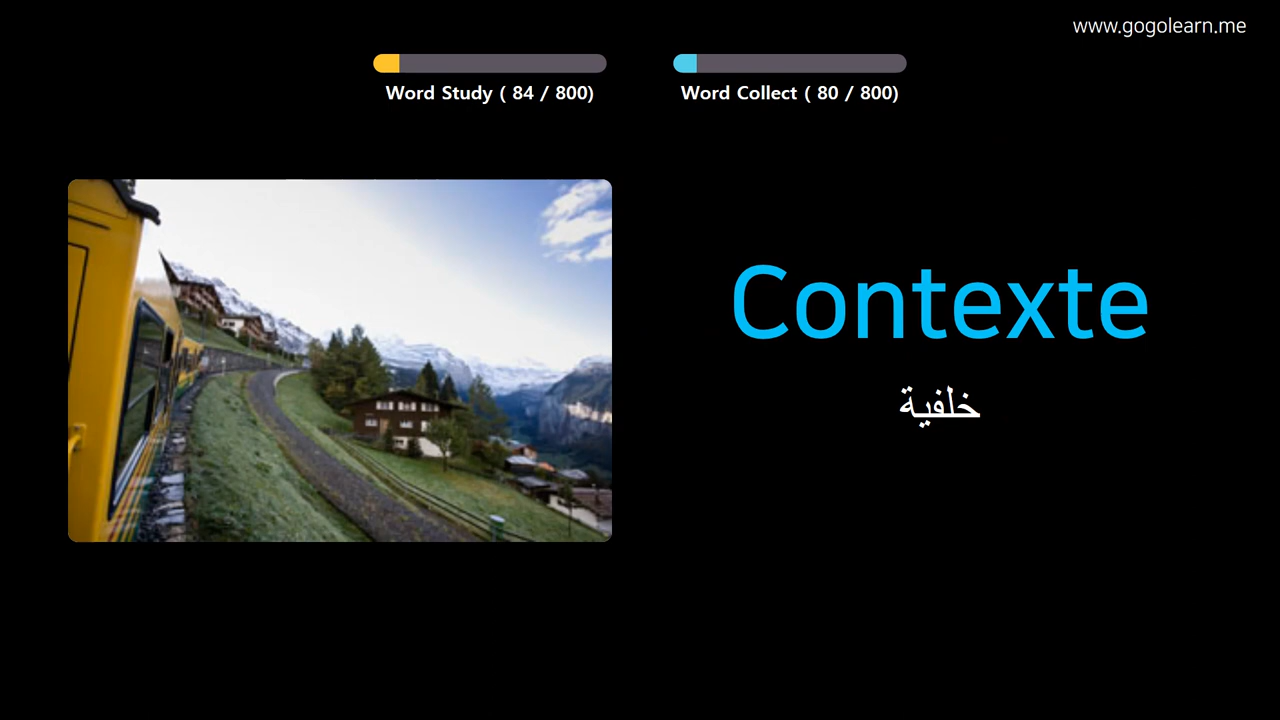 www.gogolearn.me
Word Study ( 84 / 800)
Word Collect ( 80 / 800)
Contexte
خلفية